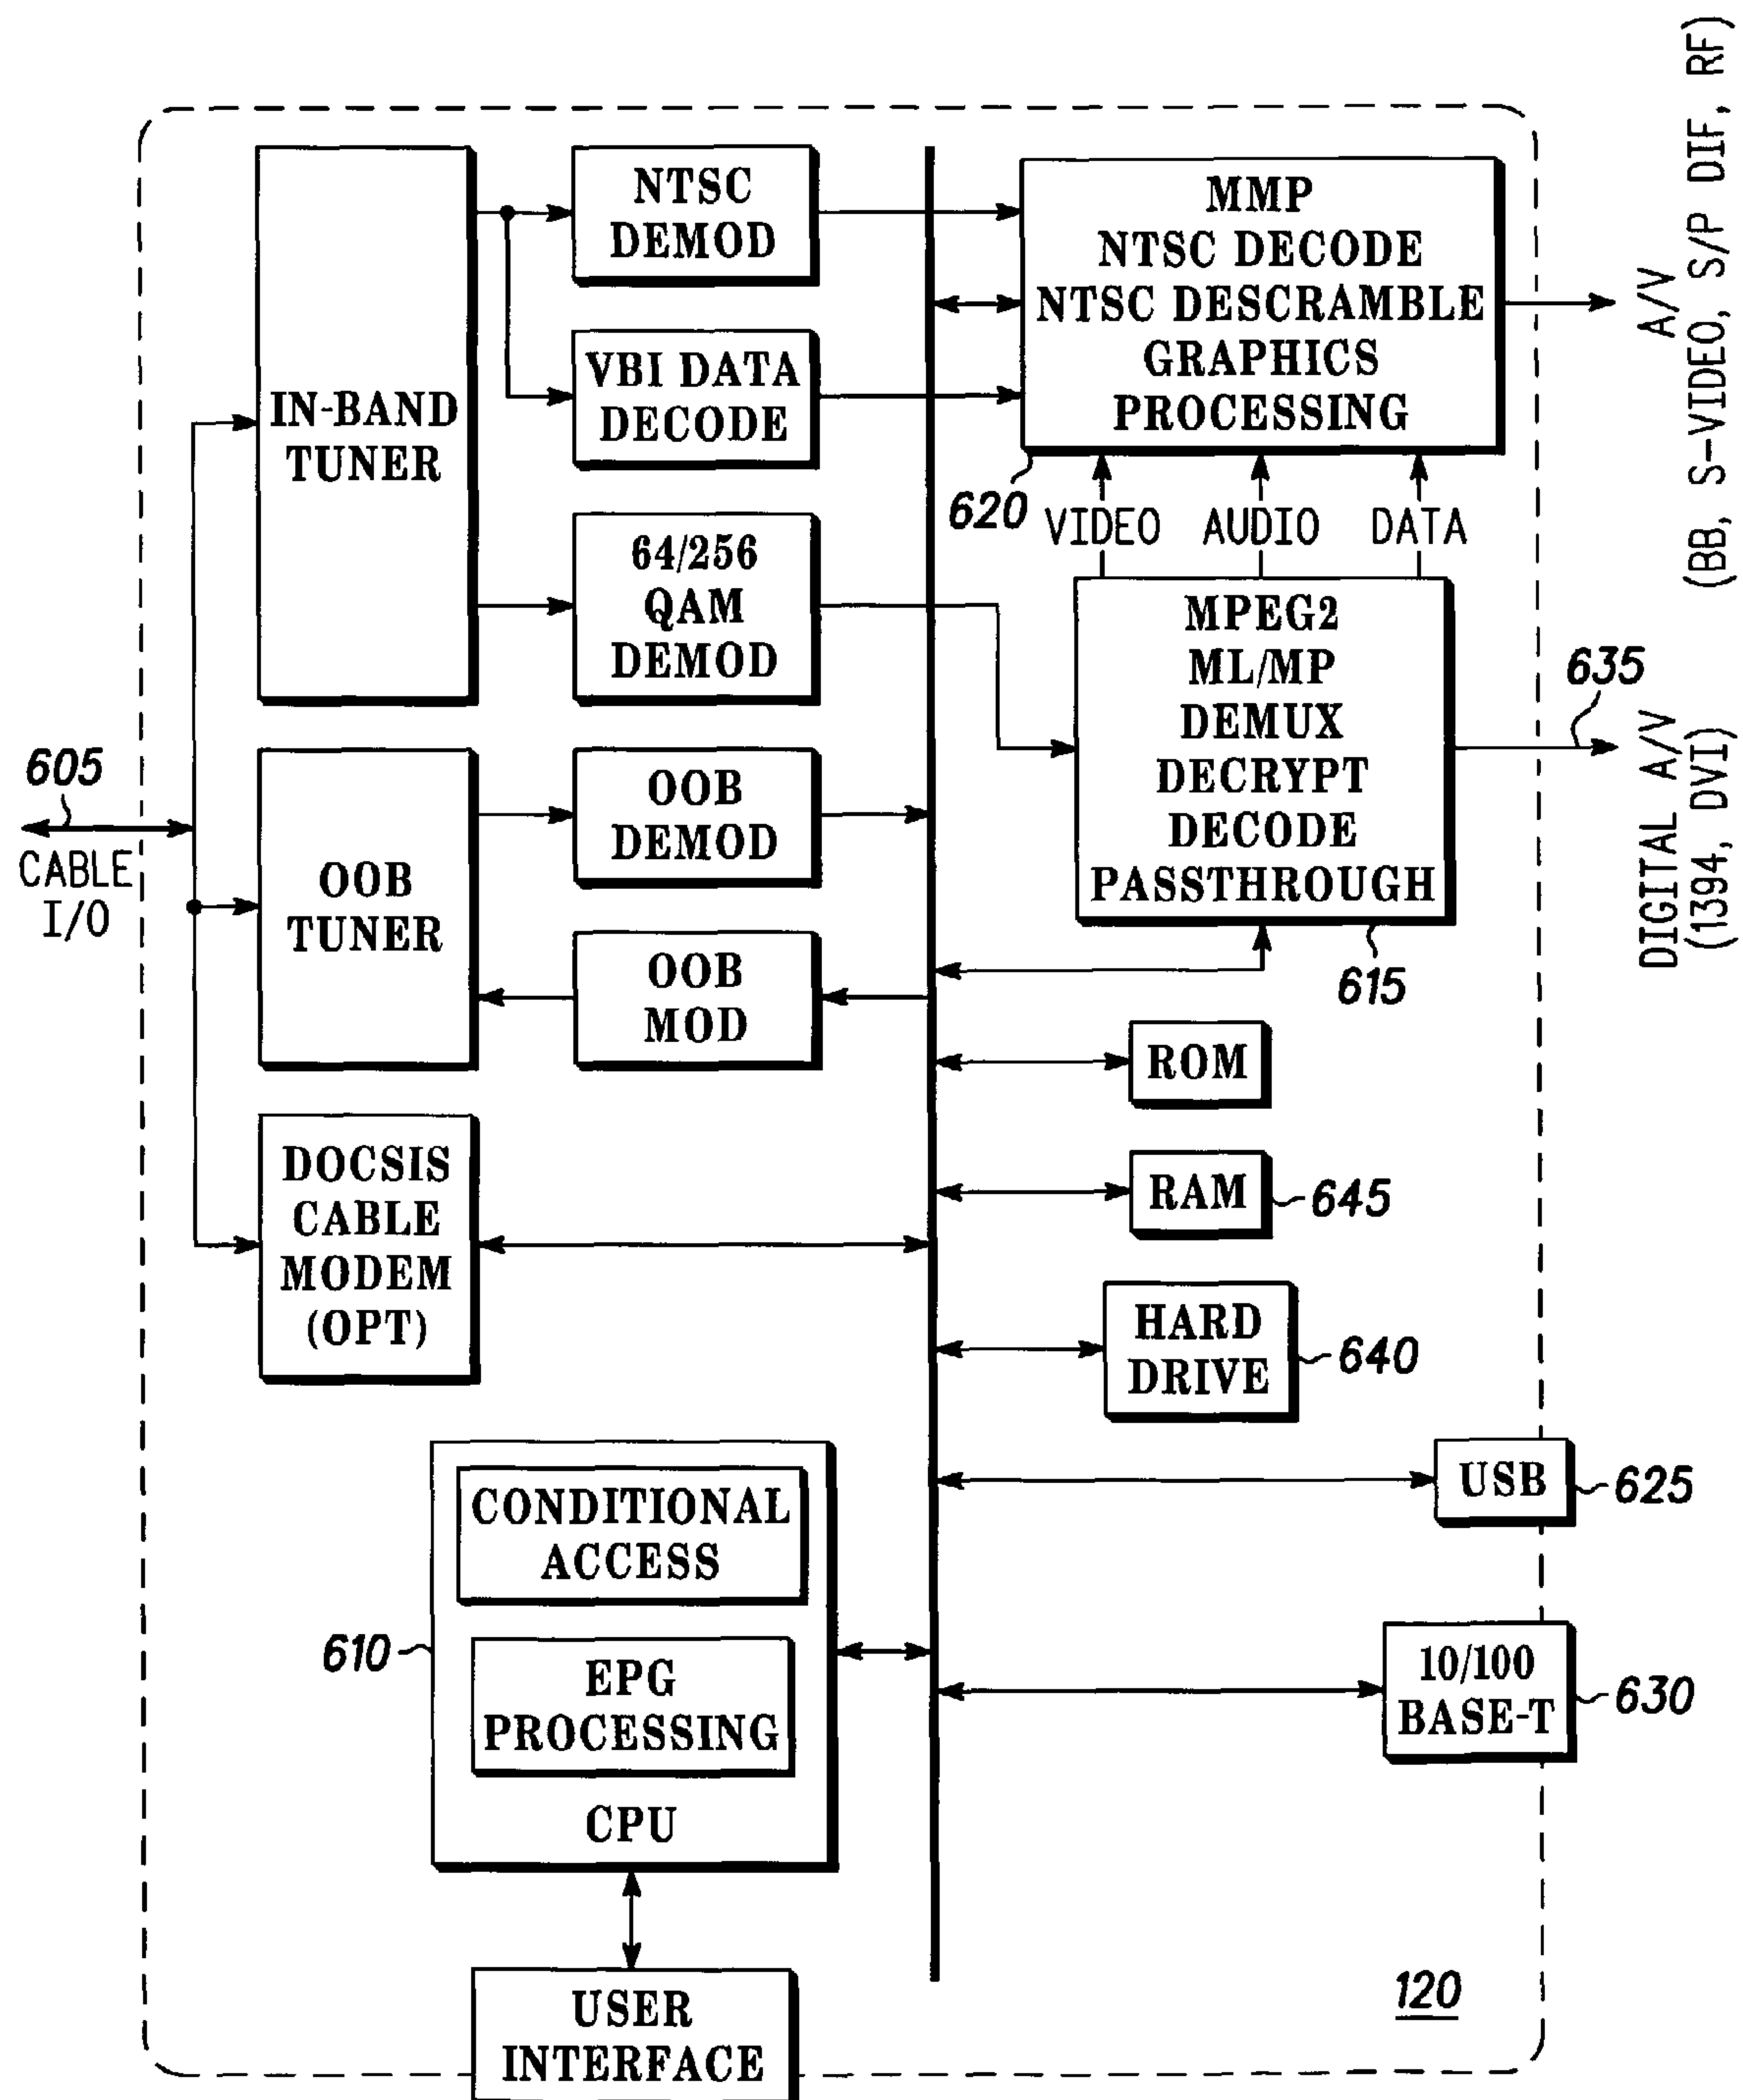 IN-BAND
TUNER
NTSC
DEMOD
VBI DATA
DECODE
64/256
QAM
DEMOD
MMP
NTSC DECODE
NTSC DESCRAMBLE
GRAPHICS
PROCESSING
620
VIDEO
AUDIO
DATA
A/V
(BB, S-VIDEO, S/P DIF, RF)
MPEG2
ML/MP
DEMUX
DECRYPT
DECODE
PASSTHROUGH
615
635
DIGITAL A/V
(1394, DVI)
605
CABLE
I/O
OOB
TUNER
OOB
DEMOD
OOB
MOD
DOCSIS
CABLE
MODEM
(OPT)
ROM
RAM
645
HARD
DRIVE
640
USB
625
10/100
BASE-T
630
610
CONDITIONAL
ACCESS
EPG
PROCESSING
CPU
USER
INTERFACE
120